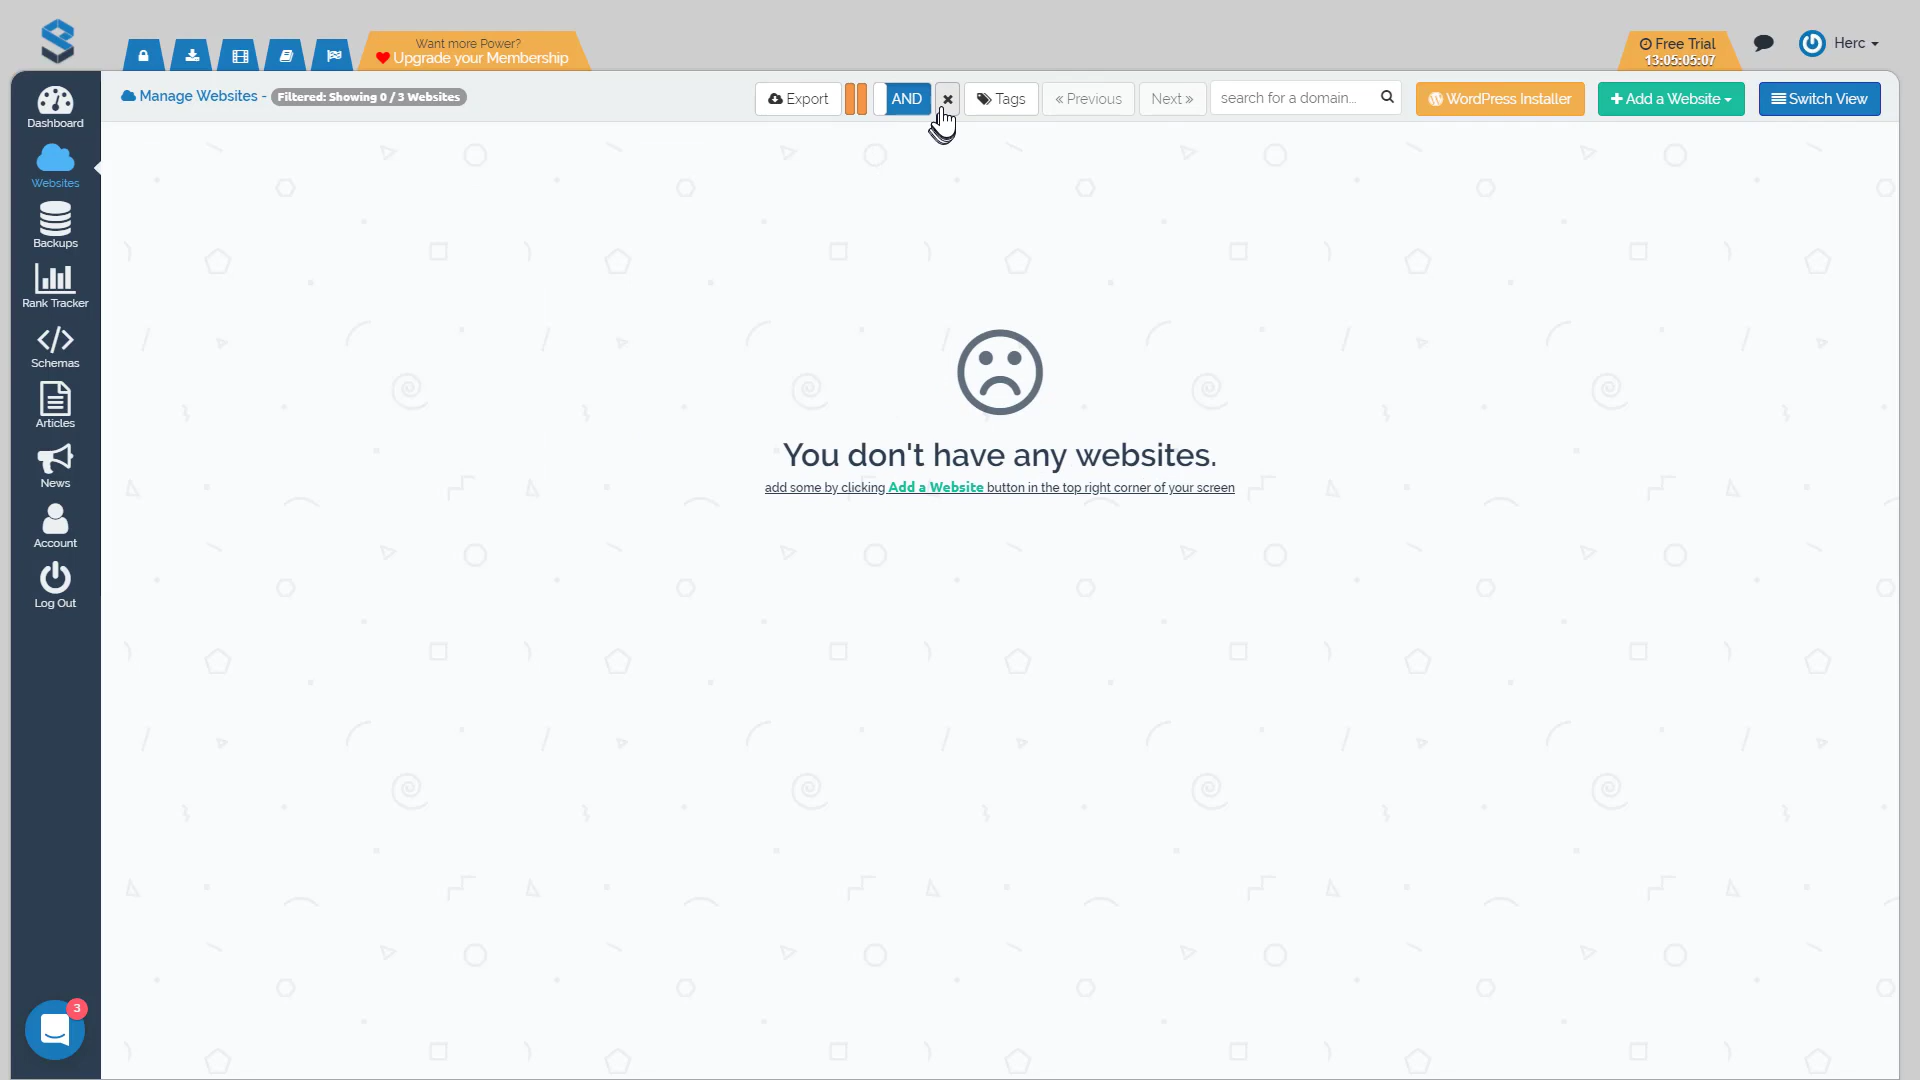 Want more Power?
Upgrade your Membership
Free Trial
13:05:05:07
Herc
Manage Websites - Filtered: Showing 0 / 3 Websites
Export
AND
Tags
« Previous
Next »
search for a domain...
WordPress Installer
Add a Website
Switch View
Dashboard
Websites
Backups
Rank Tracker
Schemas
Articles
News
Account
Log Out
You don't have any websites.
add some by clicking Add a Website button in the top right corner of your screen
3